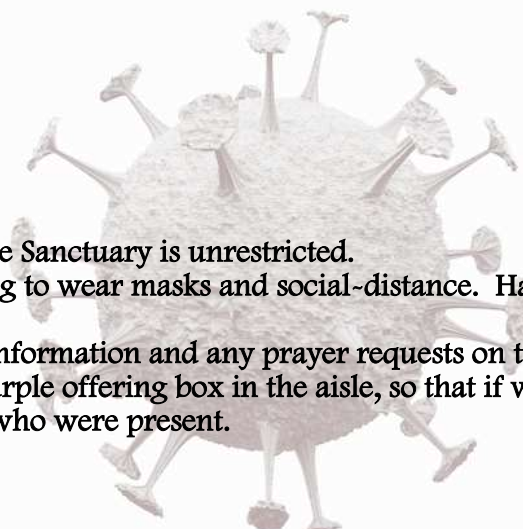 e Sanctuary is unrestricted.
g to wear masks and social-distance. Ha
nformation and any prayer requests on t
urple offering box in the aisle, so that if w
who were present.